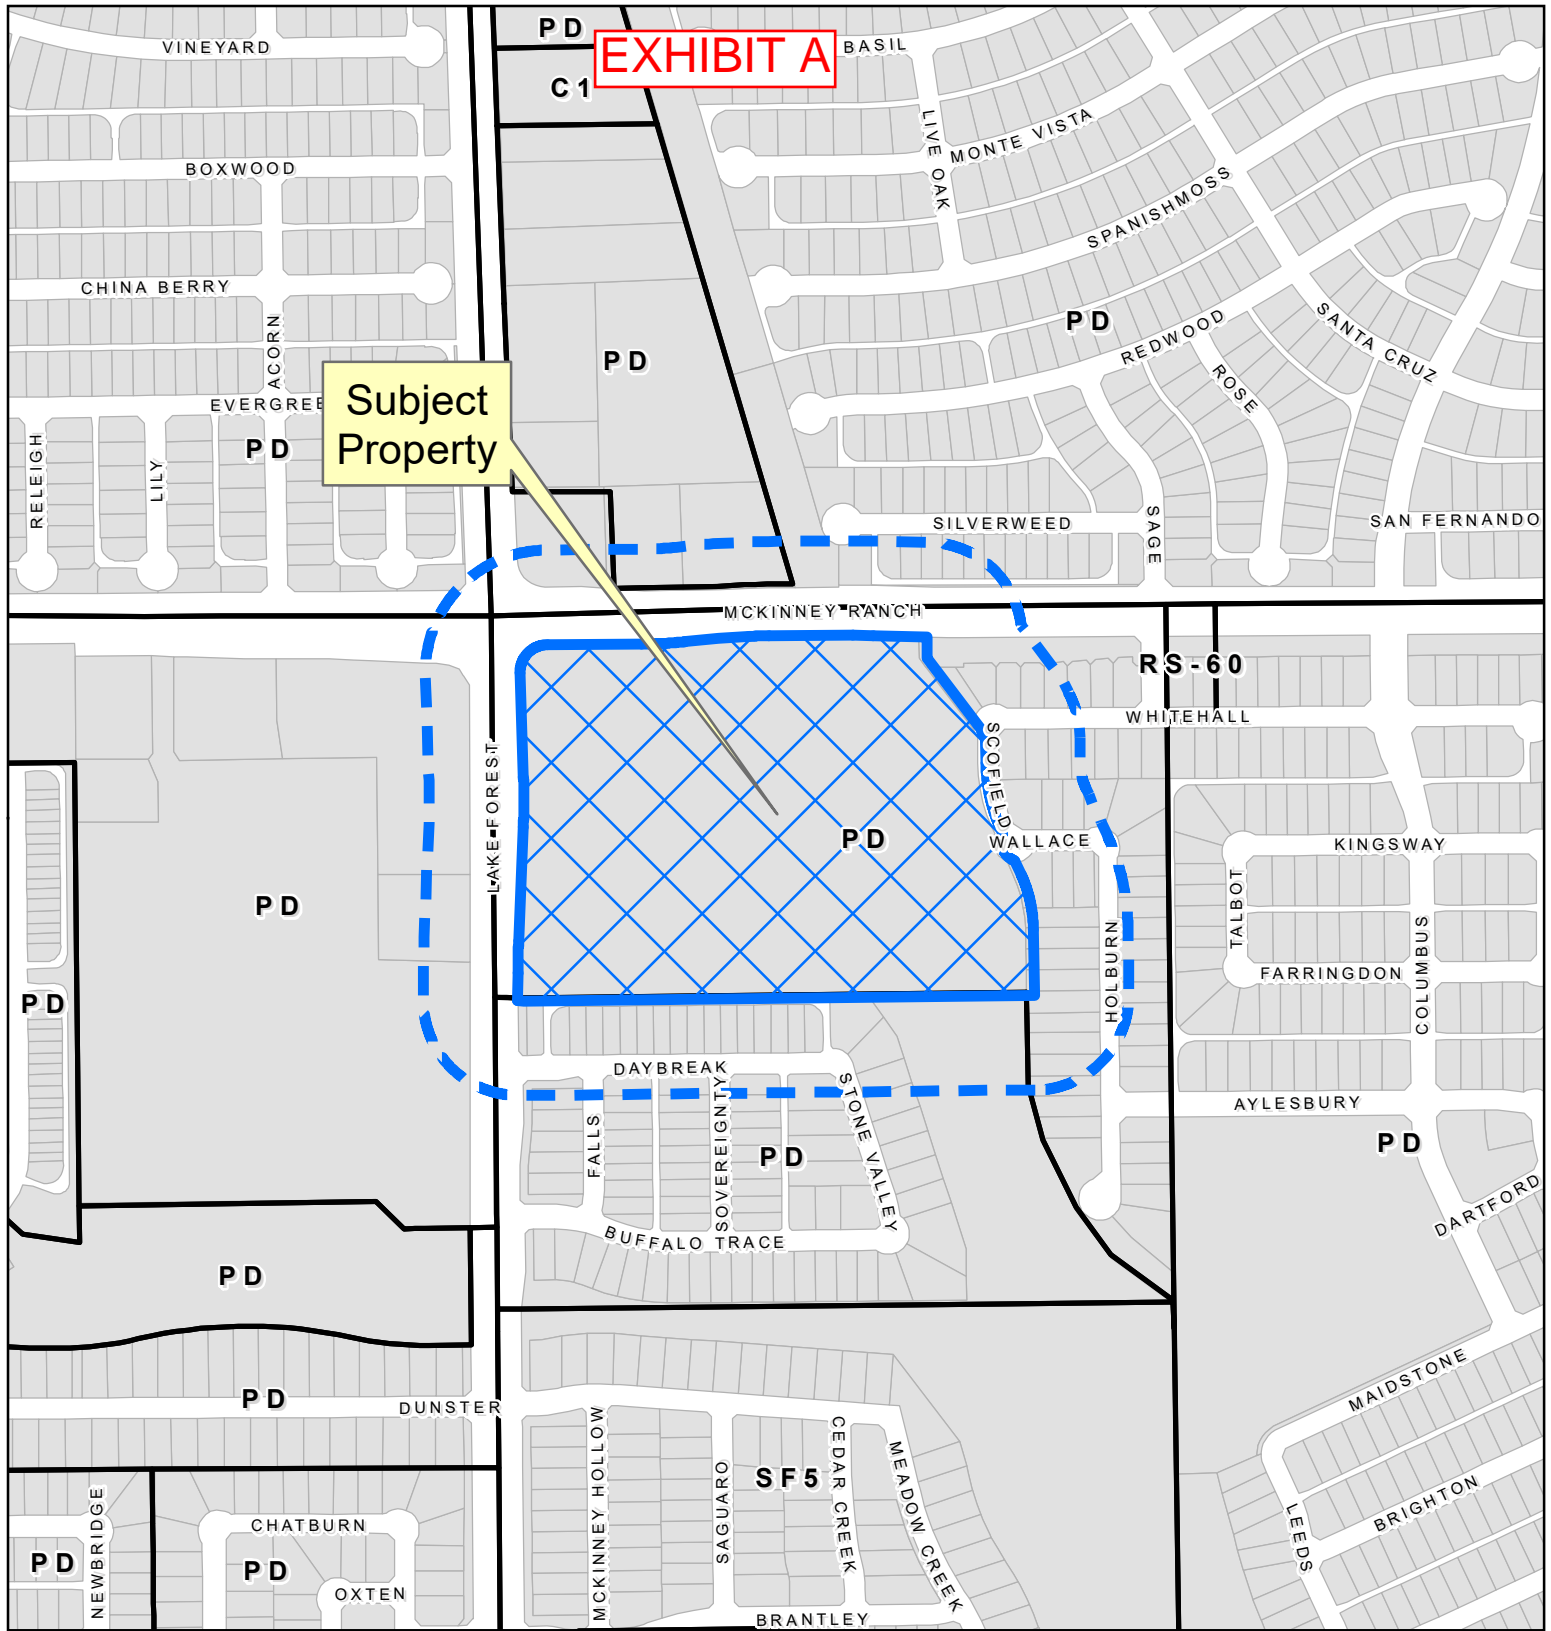 PD
EXHIBIT A
BASIL
VINEYARD
C1
LIVE OAK
MONTE VISTA
BOXWOOD
SPANISHMOSS
CHINA BERRY
ACORN
PD
SANTA CRUZ
REDWOOD
PD
ROSE
Subject
Property
EVERGREE
PD
RELEIGH
LILY
SILVERWEED
SAGE
SAN FERNANDO
MCKINNEY RANCH
RS-60
WHITEHALL
SCOFIELD
LAKE FOREST
PD
WALLACE
KINGSWAY
TALBOT
PD
HOLBURN
COLUMBUS
FARRINGDON
PD
DAYBREAK
STONE VALLEY
SOVEREIGNTY
FALLS
AYLESBURY
PD
PD
DARTFORD
BUFFALO TRACE
PD
MAIDSTONE
PD
DUNSTER
MCKINNEY HOLLOW
CEDAR CREEK
MEADOW CREEK
SF5
SAGUARO
NEWBRIDGE
BRIGHTON
LEEDS
CHATBURN
PD
PD
OXTEN
BRANTLEY